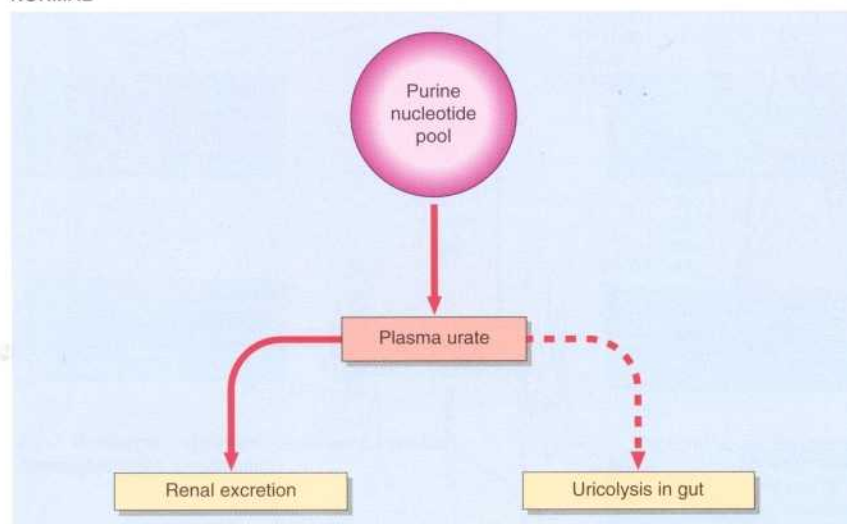 Purine
nucleotide
pool
Plasma urate
Renal excretion
Uricolysis in gut